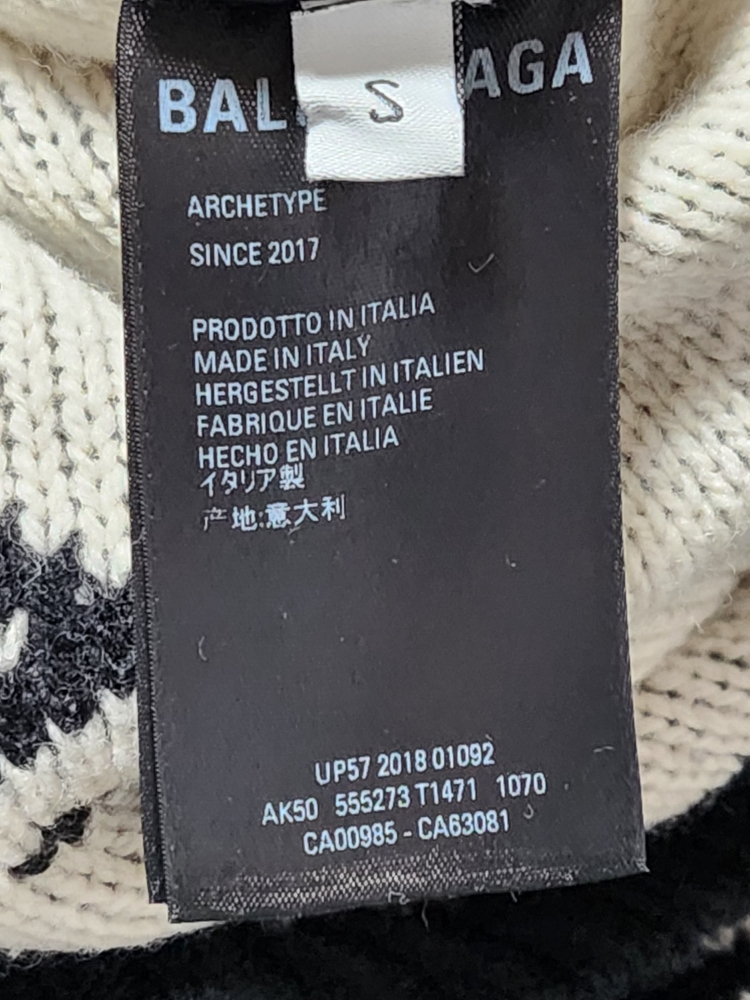 BAL AGA
S
ARCHETYPE
SINCE 2017
PRODOTTO IN ITALIA
MADE IN ITALY
HERGESTELLT IN ITALIEN
FABRIQUE EN ITALIE
HECHO EN ITALIA
イタリア製
产地:意大利
UP57 2018 01092
AK50 555273 T1471 1070
CA00985 - CA63081